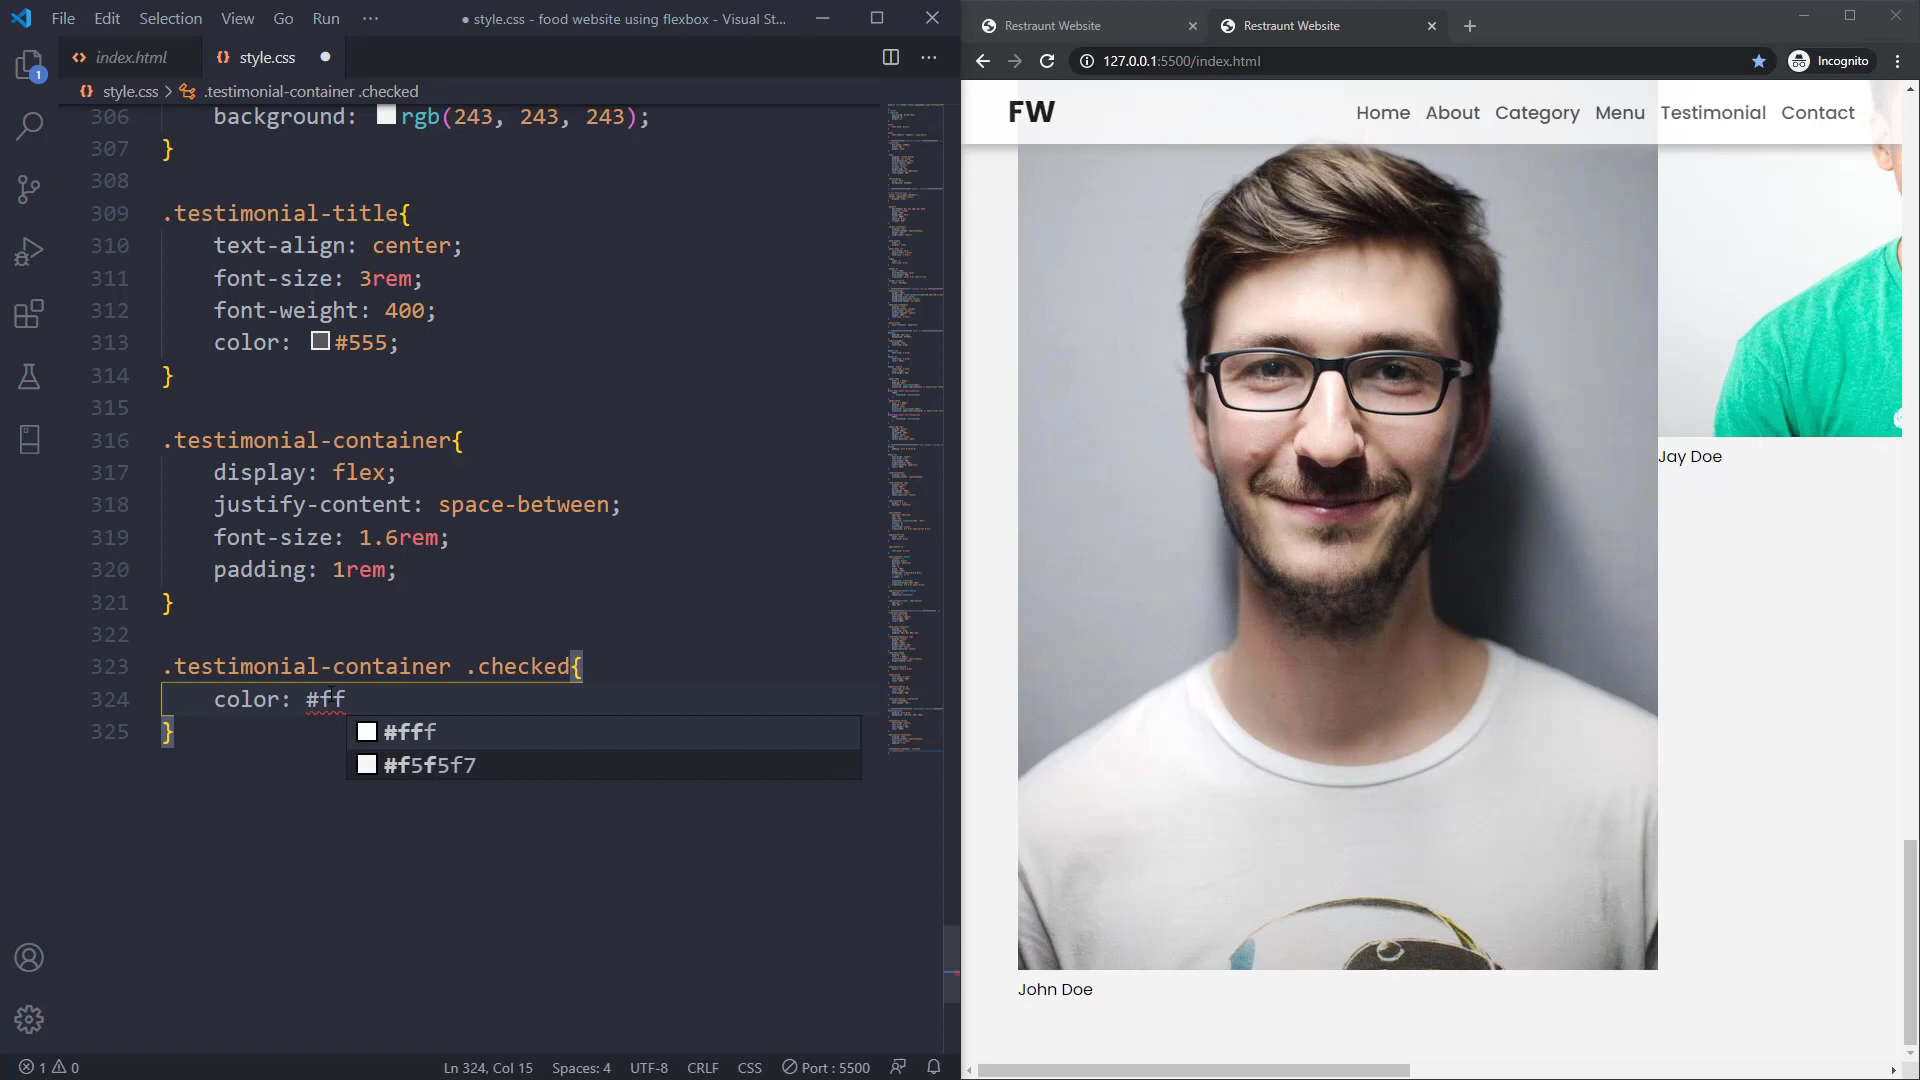 File Edit Selection View Go Run ···
● style.css - food website using flexbox - Visual St...
index.html
style.css
style.css > .testimonial-container .checked
306 background: rgb(243, 243, 243);
307 }
308
309 .testimonial-title{
310 text-align: center;
311 font-size: 3rem;
312 font-weight: 400;
313 color: #555;
314 }
315
316 .testimonial-container{
317 display: flex;
318 justify-content: space-between;
319 font-size: 1.6rem;
320 padding: 1rem;
321 }
322
323 .testimonial-container .checked{
324 color: #ff
325 }
#fff
#f5f5f7
1
1 0
Ln 324, Col 15 Spaces: 4 UTF-8 CRLF CSS Port : 5500
Restraunt Website
Restraunt Website
127.0.0.1:5500/index.html
Incognito
FW
Home About Category Menu Testimonial Contact
Jay Doe
John Doe